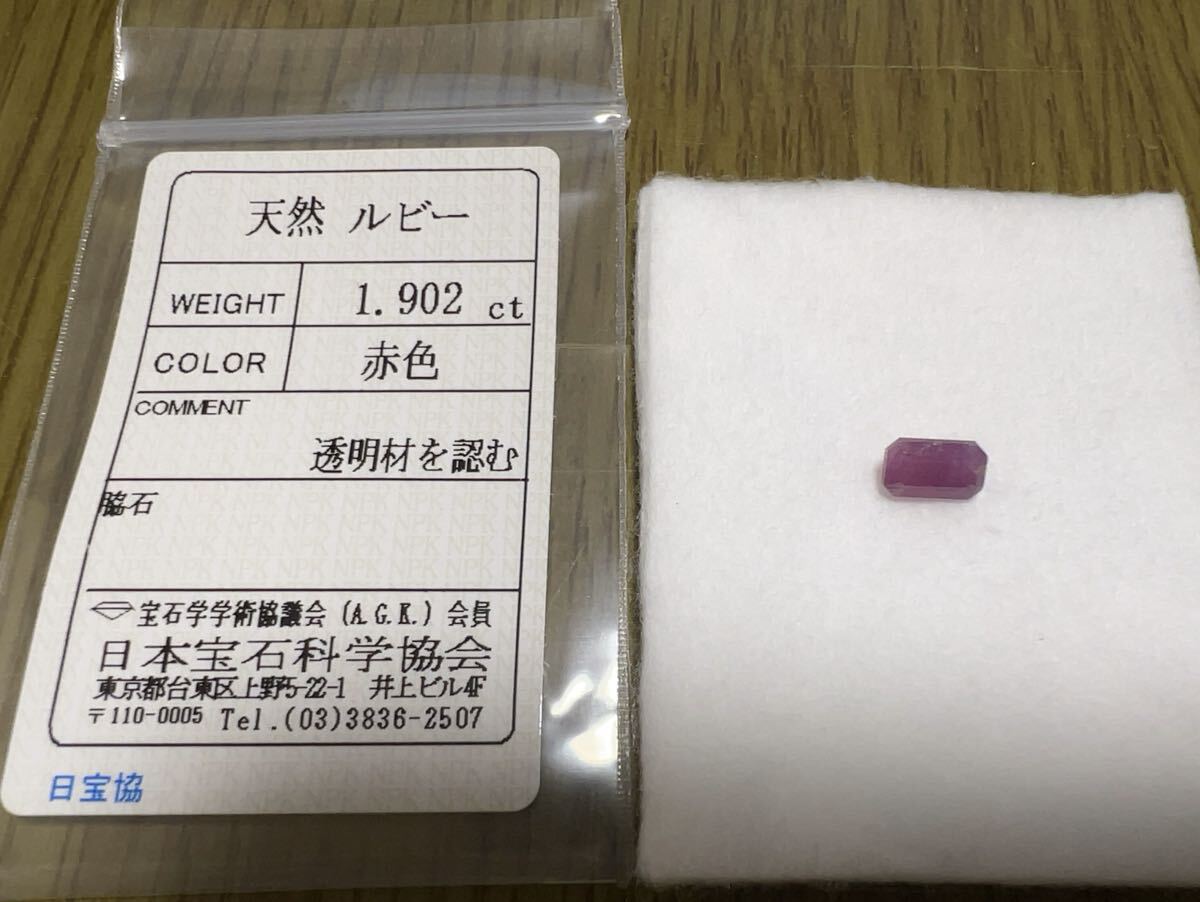 天然 ルビー
WEIGHT 1.902 ct
COLOR 赤色
COMMENT
透明材を認む
脇石
宝石学学術協議会 (A.G.K.) 会員
日本宝石科学協会
東京都台東区上野5-22-1 井上ビル4F
〒110-0005 Tel.(03)3836-2507
日宝協